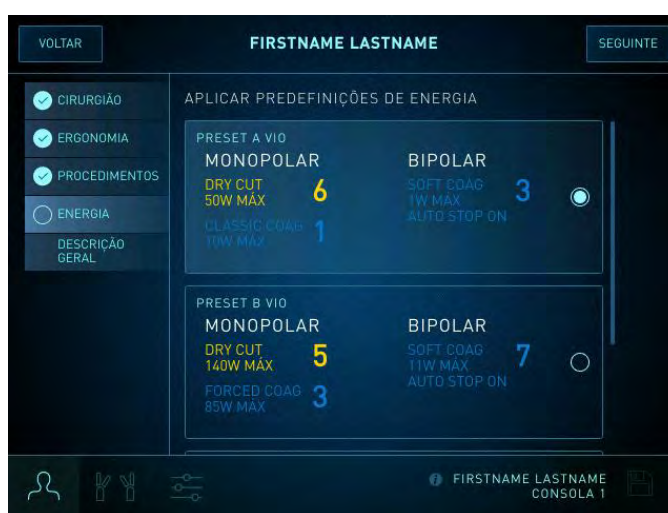 VOLTAR
FIRSTNAME LASTNAME
SEGUINTE
CIRURGIÃO
ERGONOMIA
PROCEDIMENTOS
ENERGIA
DESCRIÇÃO
GERAL
APLICAR PREDEFINIÇÕES DE ENERGIA
PRESET A VIO
MONOPOLAR
DRY CUT
50W MÁX
6
CLASSIC COAG
10W MÁX
1
BIPOLAR
SOFT COAG
1W MAX
AUTO STOP ON
3
PRESET B VIO
MONOPOLAR
DRY CUT
140W MÁX
5
FORCED COAG
85W MAX
3
BIPOLAR
SOFT COAG
11W MAX
AUTO STOP ON
7
FIRSTNAME LASTNAME
CONSOLA 1